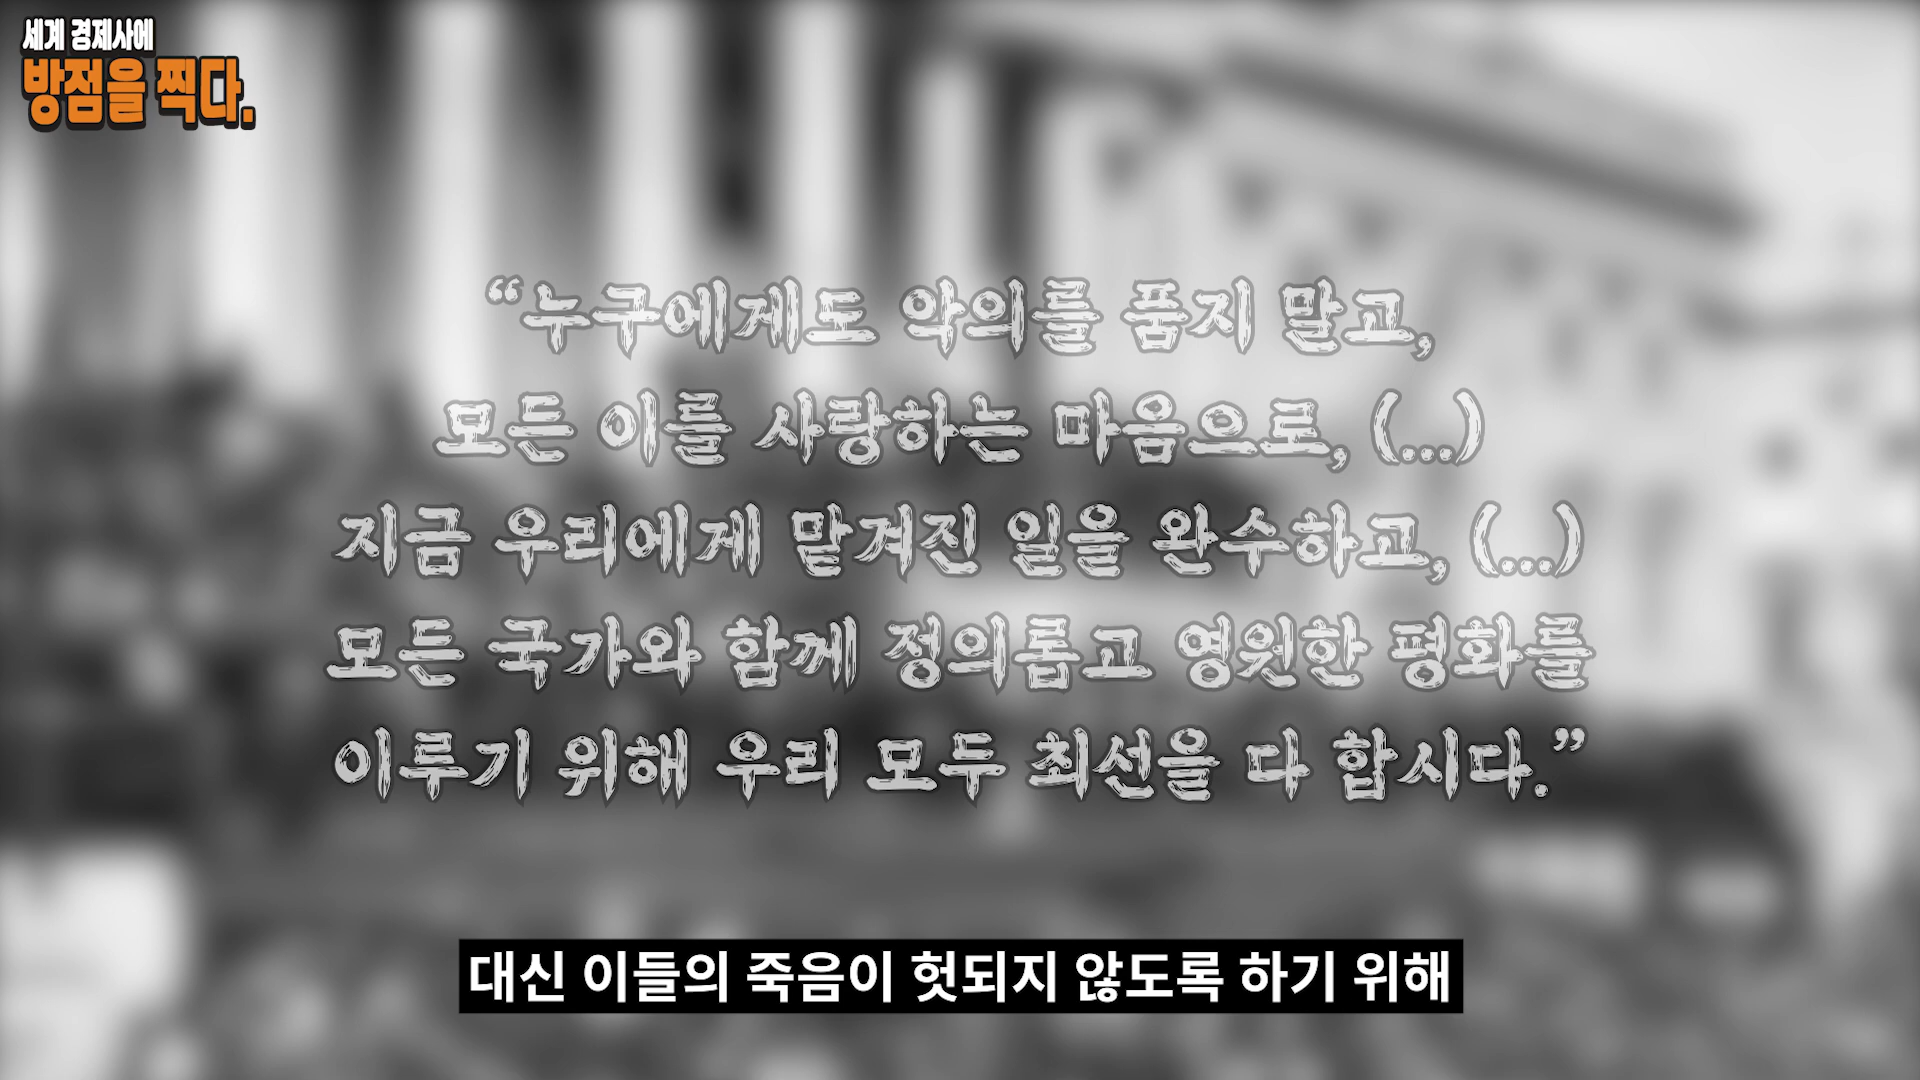 세계 경제사에
방점을 찍다.
“누구에게도 악의를 품지 말고,
모든 이를 사랑하는 마음으로, (...)
지금 우리에게 맡겨진 일을 완수하고, (...)
모든 국가와 함께 정의롭고 영원한 평화를
이루기 위해 우리 모두 최선을 다 합시다.”
대신 이들의 죽음이 헛되지 않도록 하기 위해